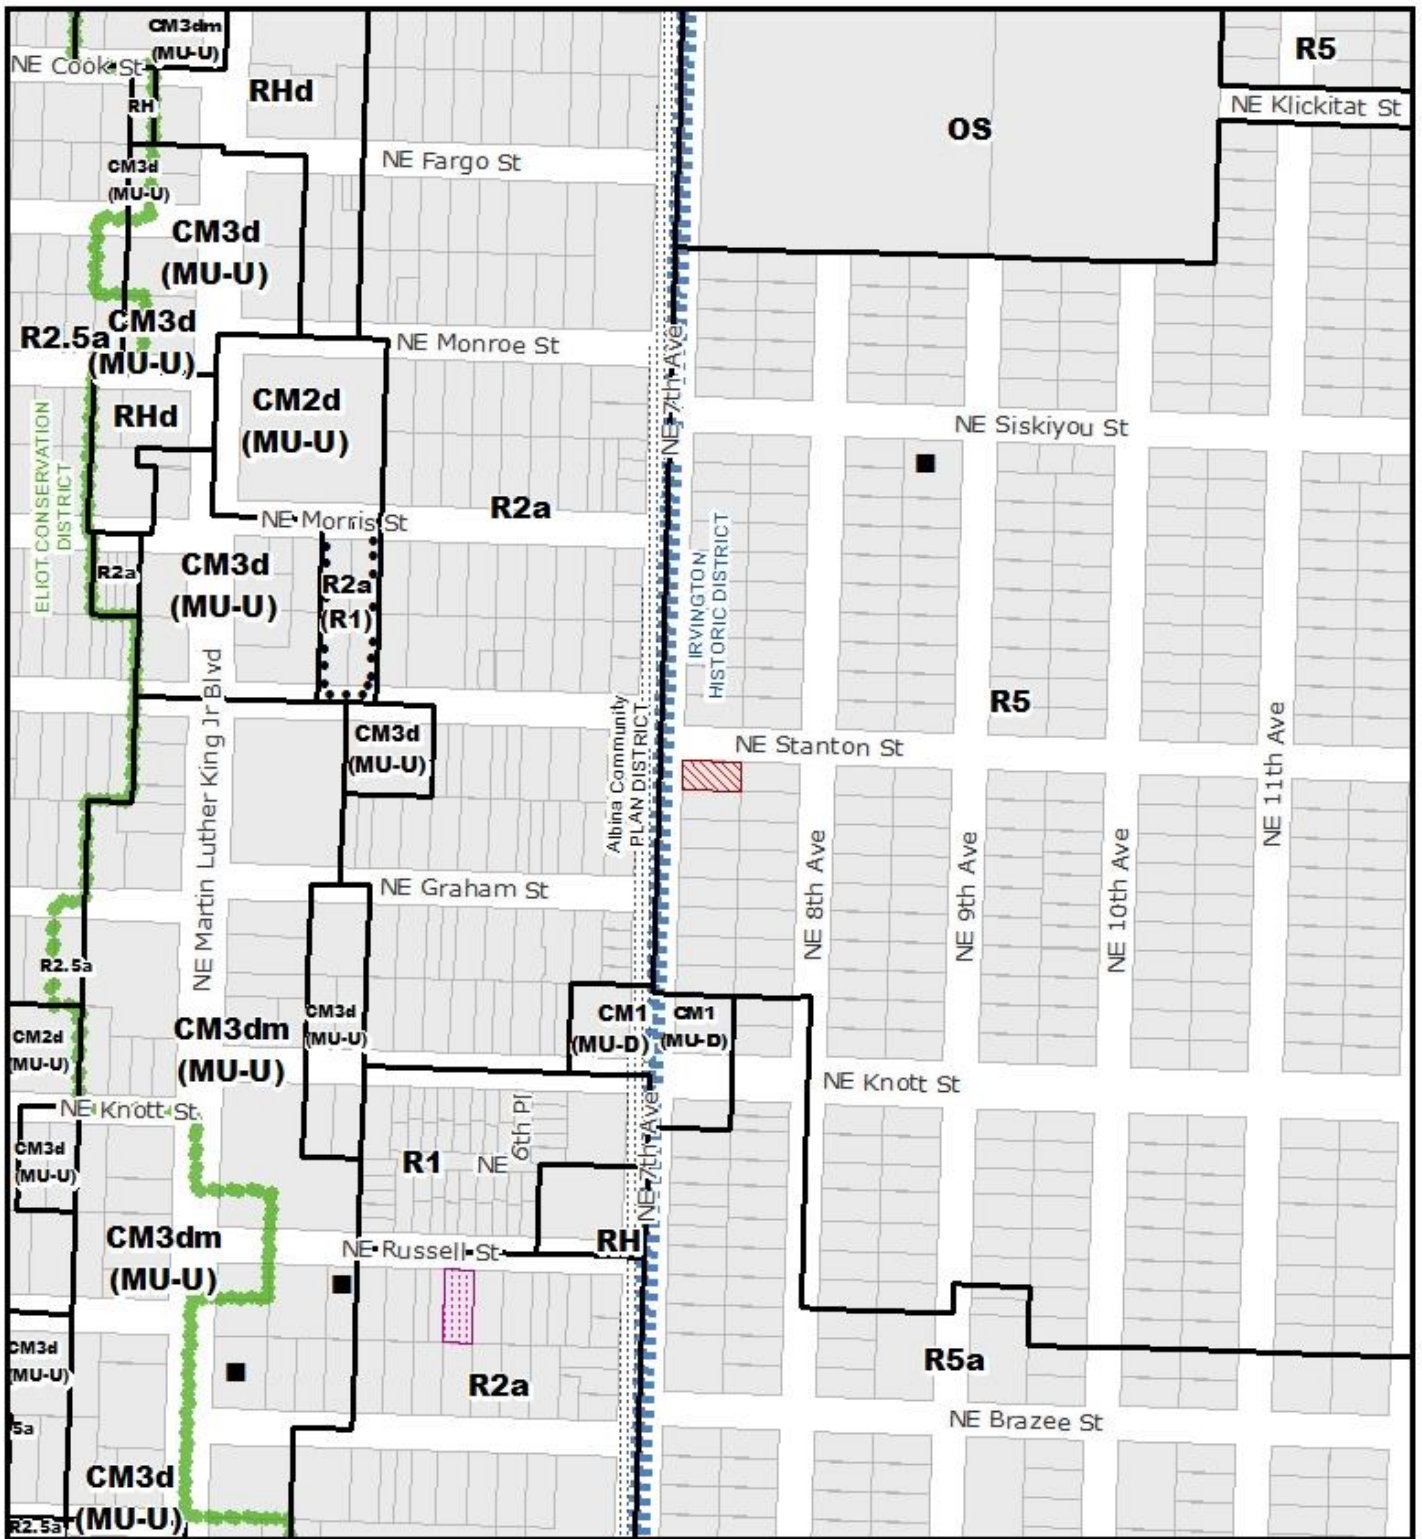 CM3dm
(MU-U)
R5
NE Cook St
RHd
RH
NE Klickitat St
OS
NE Fargo St
CM3d
(MU-U)
CM3d
(MU-U)
R2.5a
CM3d
(MU-U)
NE Monroe St
NE 7th Ave
CM2d
(MU-U)
RHd
NE Siskiyou St
ELIOT CONSERVATION
DISTRICT
R2a
NE Morris St
IRVINGTON
HISTORIC DISTRICT
R2a
CM3d
(MU-U)
R2a
(R1)
R5
NE Martin Luther King Jr Blvd
CM3d
(MU-U)
Albina Community
PLAN DISTRICT
NE Stanton St
NE 11th Ave
NE 8th Ave
NE 9th Ave
NE 10th Ave
NE Graham St
R2.5a
CM3dm
(MU-U)
CM3d
(MU-U)
CM1
(MU-D)
CM1
(MU-D)
CM2d
(MU-U)
NE Knott St
NE Knott St
CM3d
(MU-U)
R1
NE 6th Pl
NE 7th Ave
CM3dm
(MU-U)
RH
NE Russell St
CM3d
(MU-U)
R5a
R2a
5a
NE Brazee St
CM3d
(MU-U)
R2.5a